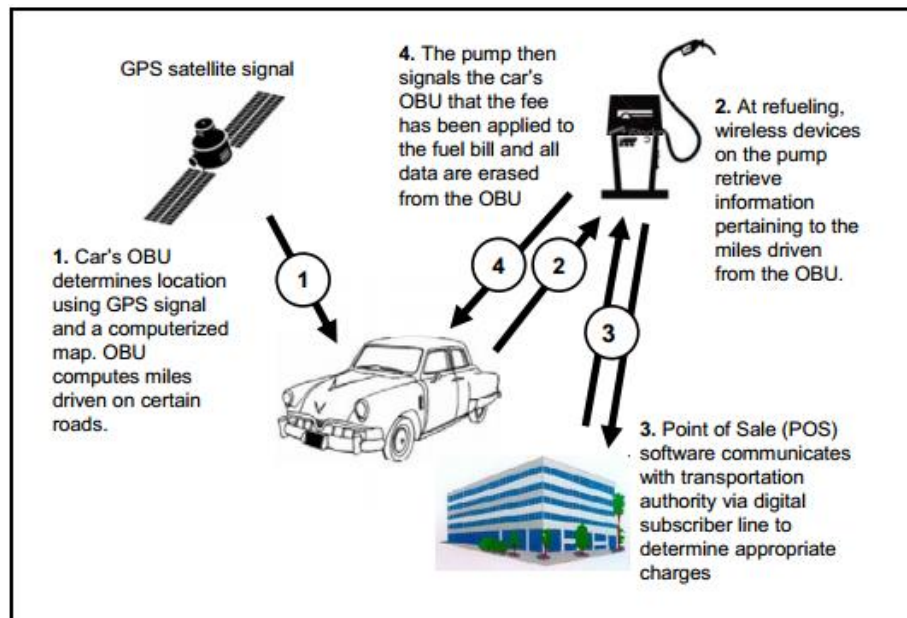 GPS satellite signal
1. Car's OBU
determines location
using GPS signal
and a computerized
map. OBU
computes miles
driven on certain
roads.
1
4. The pump then
signals the car's
OBU that the fee
has been applied to
the fuel bill and all
data are erased
from the OBU
4
2
2. At refueling,
wireless devices
on the pump
retrieve
information
pertaining to the
miles driven
from the OBU.
3
3. Point of Sale (POS)
software communicates
with transportation
authority via digital
subscriber line to
determine appropriate
charges